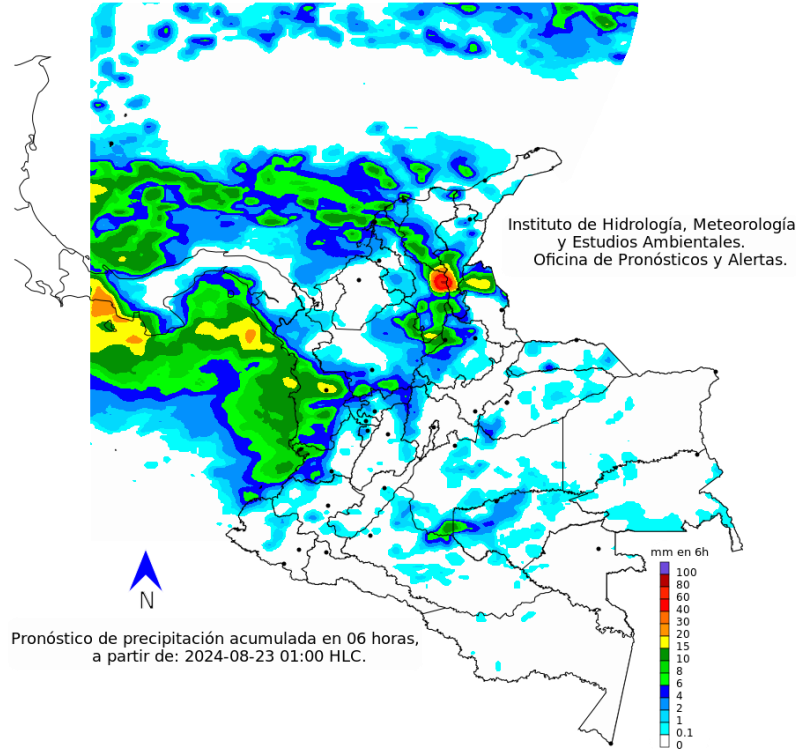 Instituto de Hidrología, Meteorología
y Estudios Ambientales.
Oficina de Pronósticos y Alertas.
mm en 6h
100
80
60
40
30
20
15
10
8
6
4
2
1
0.1
0
N
Pronóstico de precipitación acumulada en 06 horas,
a partir de: 2024-08-23 01:00 HLC.